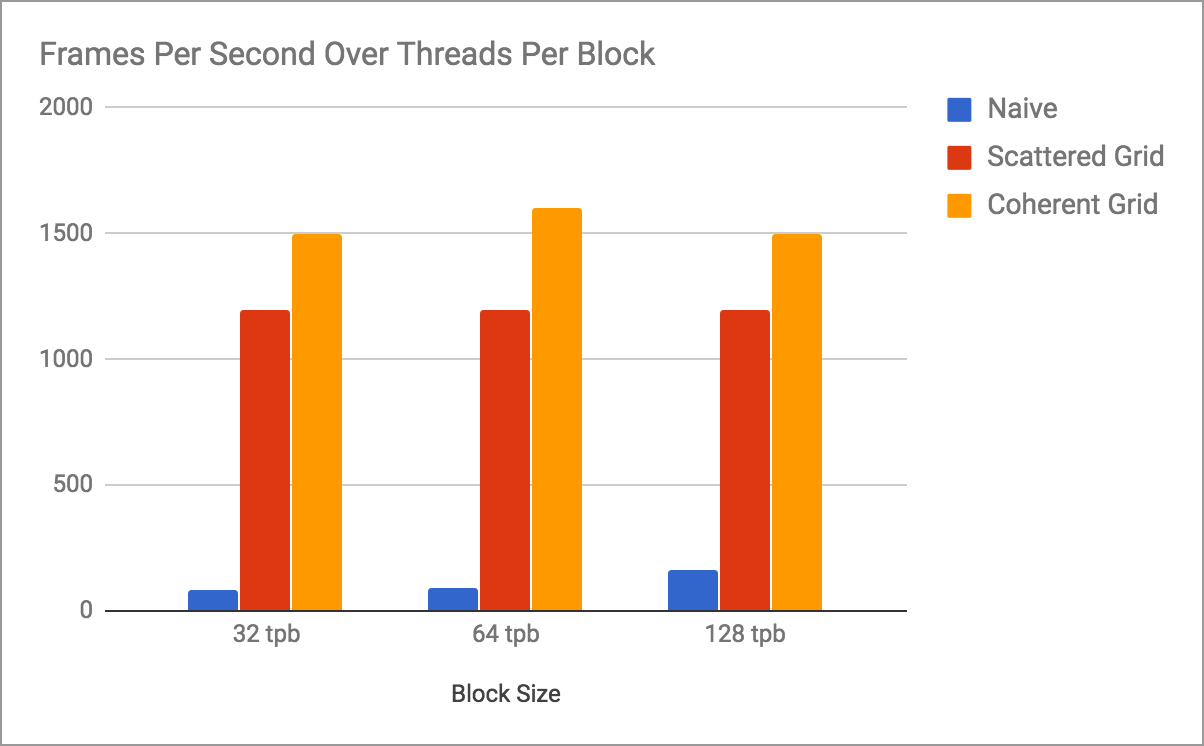 Frames Per Second Over Threads Per Block
2000
1500
1000
500
0
32 tpb
64 tpb
128 tpb
Block Size
Naive
Scattered Grid
Coherent Grid